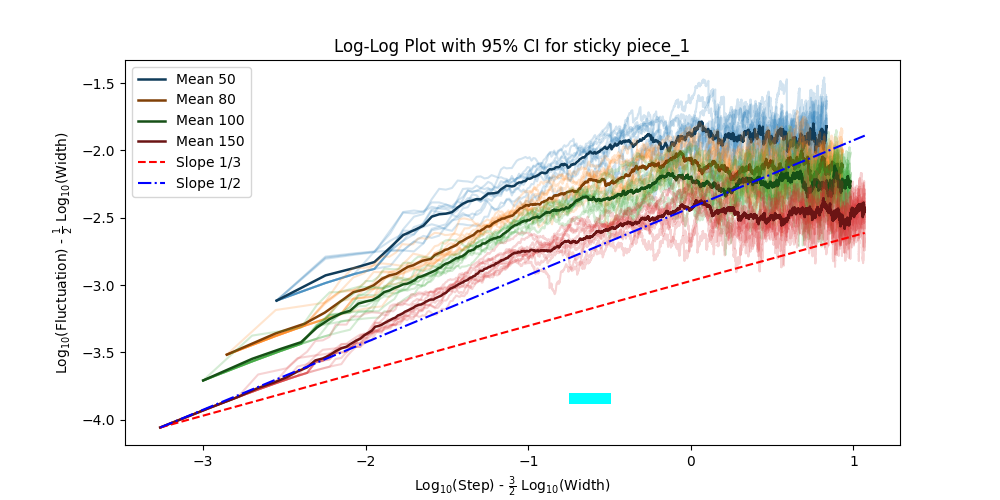 Log-Log Plot with 95% CI for sticky piece_1
Mean 50
Mean 80
Mean 100
Mean 150
Slope 1/3
Slope 1/2
Log₁₀(Fluctuation) - ½ Log₁₀(Width)
−1.5
−2.0
−2.5
−3.0
−3.5
−4.0
−3
−2
−1
0
1
Log₁₀(Step) - 3/2 Log₁₀(Width)